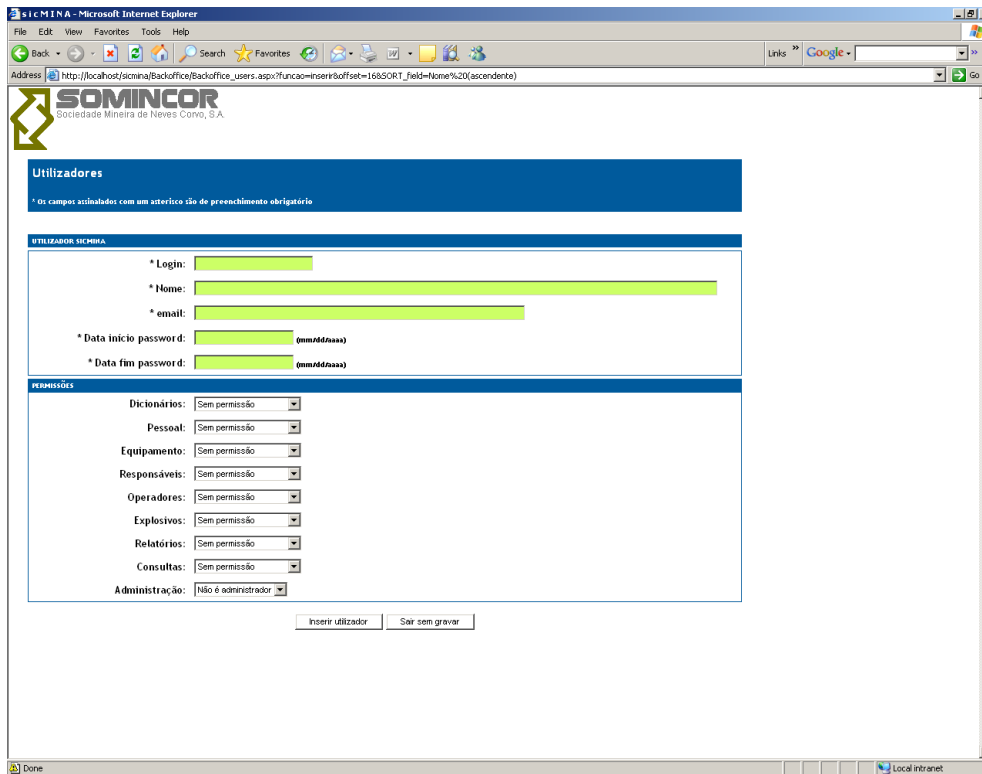 s i c M I N A - Microsoft Internet Explorer
File Edit View Favorites Tools Help
Back Search Favorites W Links » Google »
Address http://localhost/sicmina/Backoffice/Backoffice_users.aspx?funcao=inserir&offset=16&SORT_field=Nome%20(ascendente) Go
SOMINCOR
Sociedade Mineira de Neves Corvo, S.A.
Utilizadores
* Os campos assinalados com um asterisco são de preenchimento obrigatório
UTILIZADOR SICMINA
* Login:
* Nome:
* email:
* Data início password: (mm/dd/aaaa)
* Data fim password: (mm/dd/aaaa)
PERMISSÕES
Dicionários: Sem permissão
Pessoal: Sem permissão
Equipamento: Sem permissão
Responsáveis: Sem permissão
Operadores: Sem permissão
Explosivos: Sem permissão
Relatórios: Sem permissão
Consultas: Sem permissão
Administração: Não é administrador
Inserir utilizador Sair sem gravar
Done Local intranet